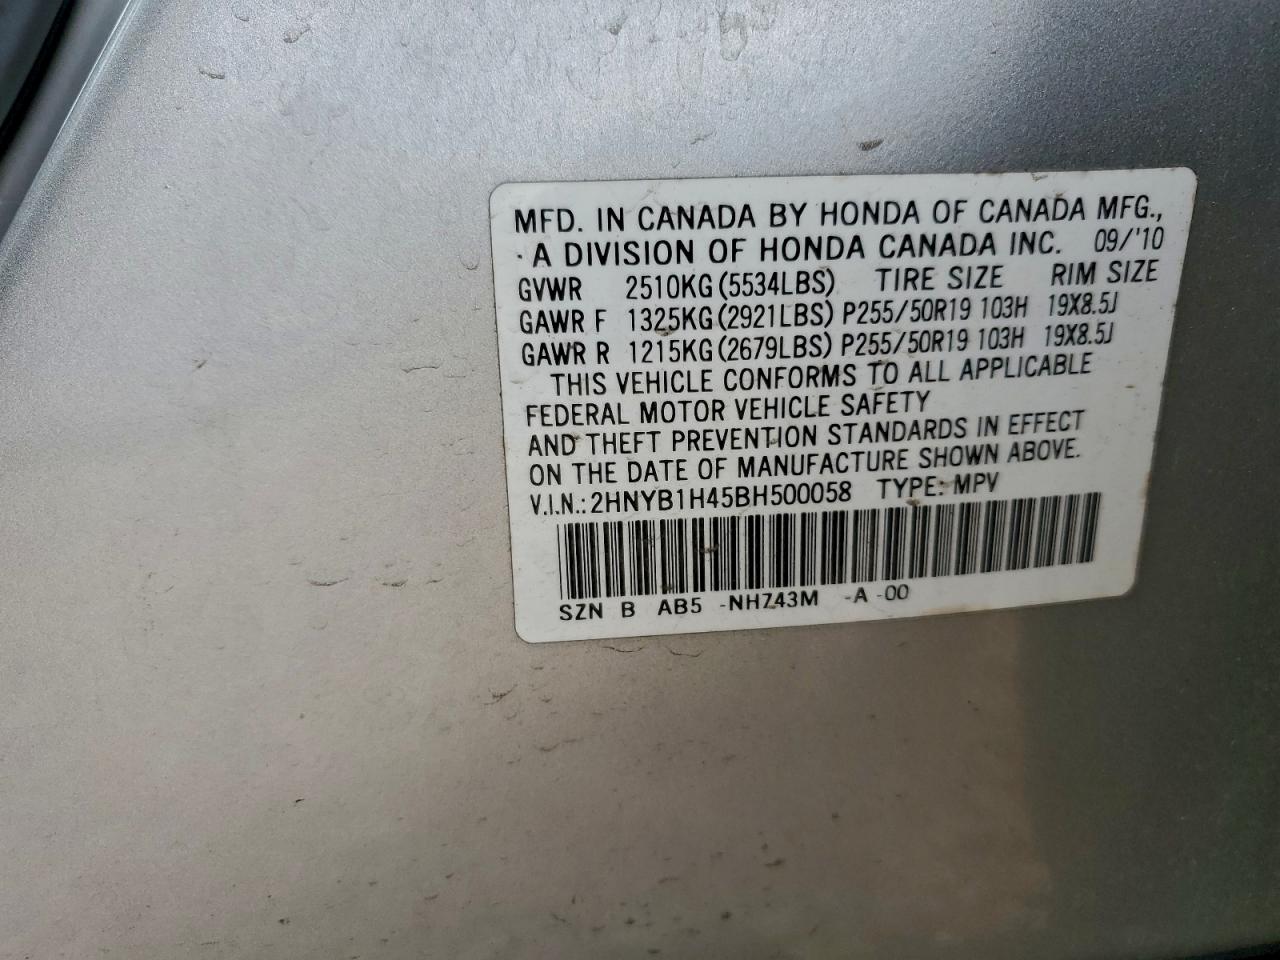 MFD. IN CANADA BY HONDA OF CANADA MFG.,
A DIVISION OF HONDA CANADA INC. 09/'10
GVWR 2510KG (5534LBS) TIRE SIZE RIM SIZE
GAWR F 1325KG (2921LBS) P255/50R19 103H 19X8.5J
GAWR R 1215KG (2679LBS) P255/50R19 103H 19X8.5J
THIS VEHICLE CONFORMS TO ALL APPLICABLE
FEDERAL MOTOR VEHICLE SAFETY
AND THEFT PREVENTION STANDARDS IN EFFECT
ON THE DATE OF MANUFACTURE SHOWN ABOVE.
V.I.N.: 2HNYB1H45BH500058 TYPE: MPV
SZN B AB5 -NH743M -A -00